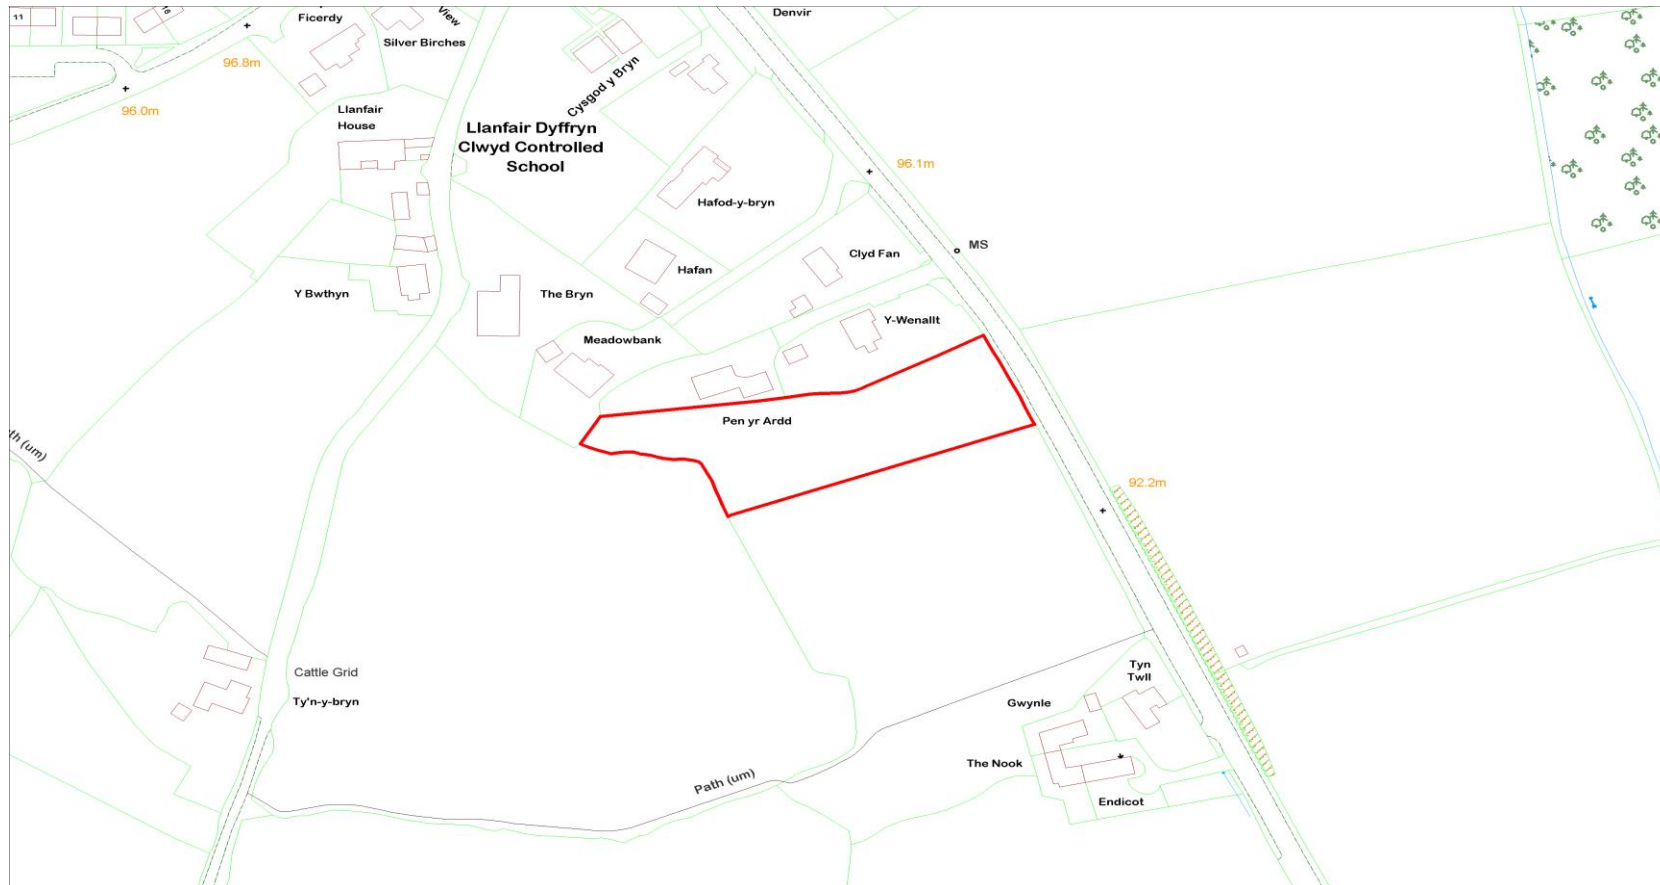 11
16
Ficerdy
View
Denvir
Silver Birches
96.8m
96.0m
Cysgod y Bryn
Llanfair
House
Llanfair Dyffryn
Clwyd Controlled
School
96.1m
Hafod-y-bryn
MS
Clyd Fan
Hafan
Y Bwthyn
The Bryn
Y-Wenallt
Meadowbank
Pen yr Ardd
th (um)
92.2m
Cattle Grid
Ty'n-y-bryn
Tyn
Twll
Gwynle
The Nook
Path (um)
Endicot